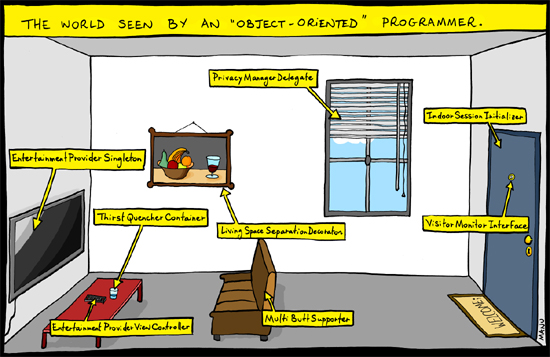 THE WORLD SEEN BY AN "OBJECT-ORIENTED" PROGRAMMER.
Privacy Manager Delegate
Indoor Session Initializer
Entertainment Provider Singleton
Thirst Quencher Container
Living Space Separation Decorator
Visitor Monitor Interface
Entertainment Provider View Controller
Multi Butt Supporter
WELCOME
MANU